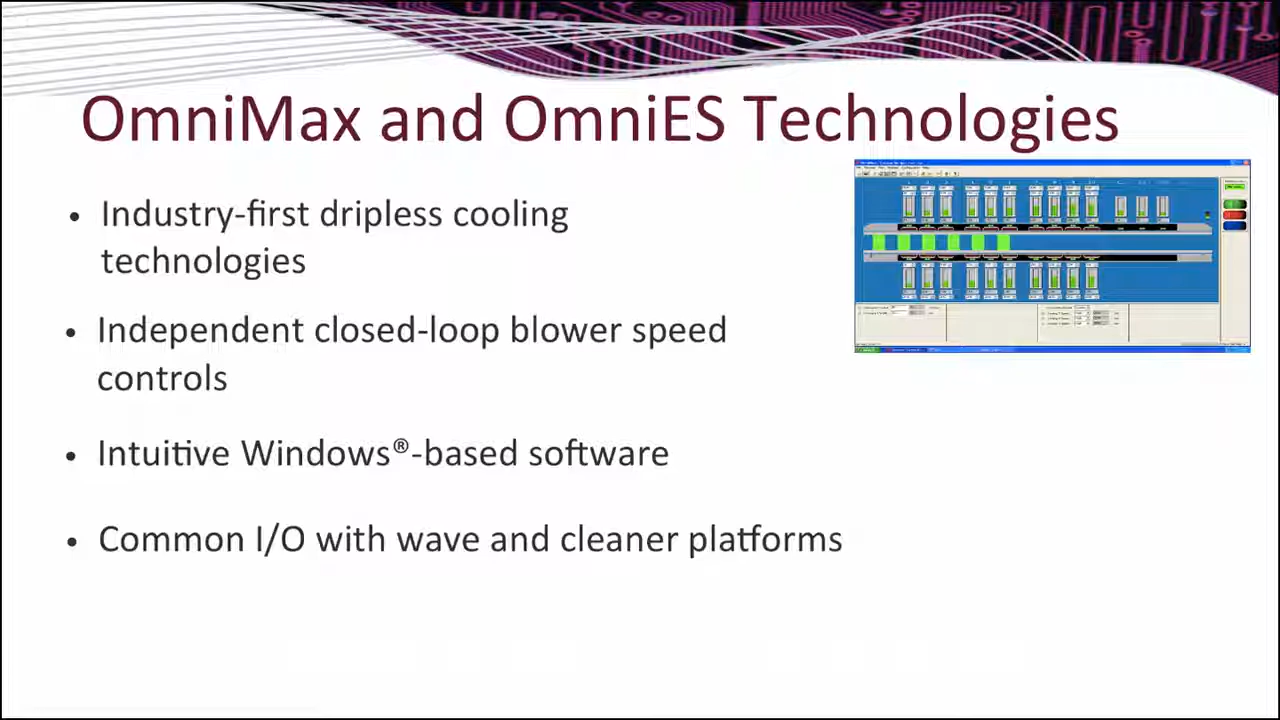 OmniMax and OmniES Technologies
• Industry-first dripless cooling
technologies
• Independent closed-loop blower speed
controls
• Intuitive Windows®-based software
• Common I/O with wave and cleaner platforms